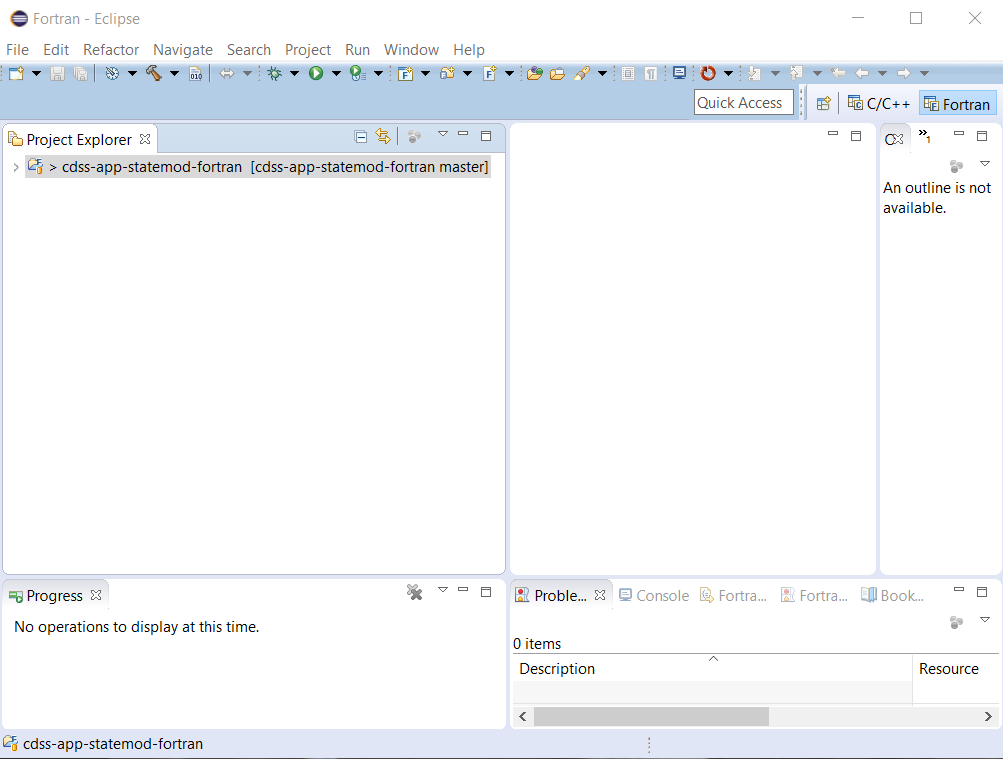 Fortran - Eclipse
File Edit Refactor Navigate Search Project Run Window Help
010
Quick Access
C/C++
Fortran
Project Explorer
> cdss-app-statemod-fortran [cdss-app-statemod-fortran master]
»1
An outline is not
available.
Progress
No operations to display at this time.
Proble... Console Fortra... Fortra... Book...
0 items
Description Resource
cdss-app-statemod-fortran